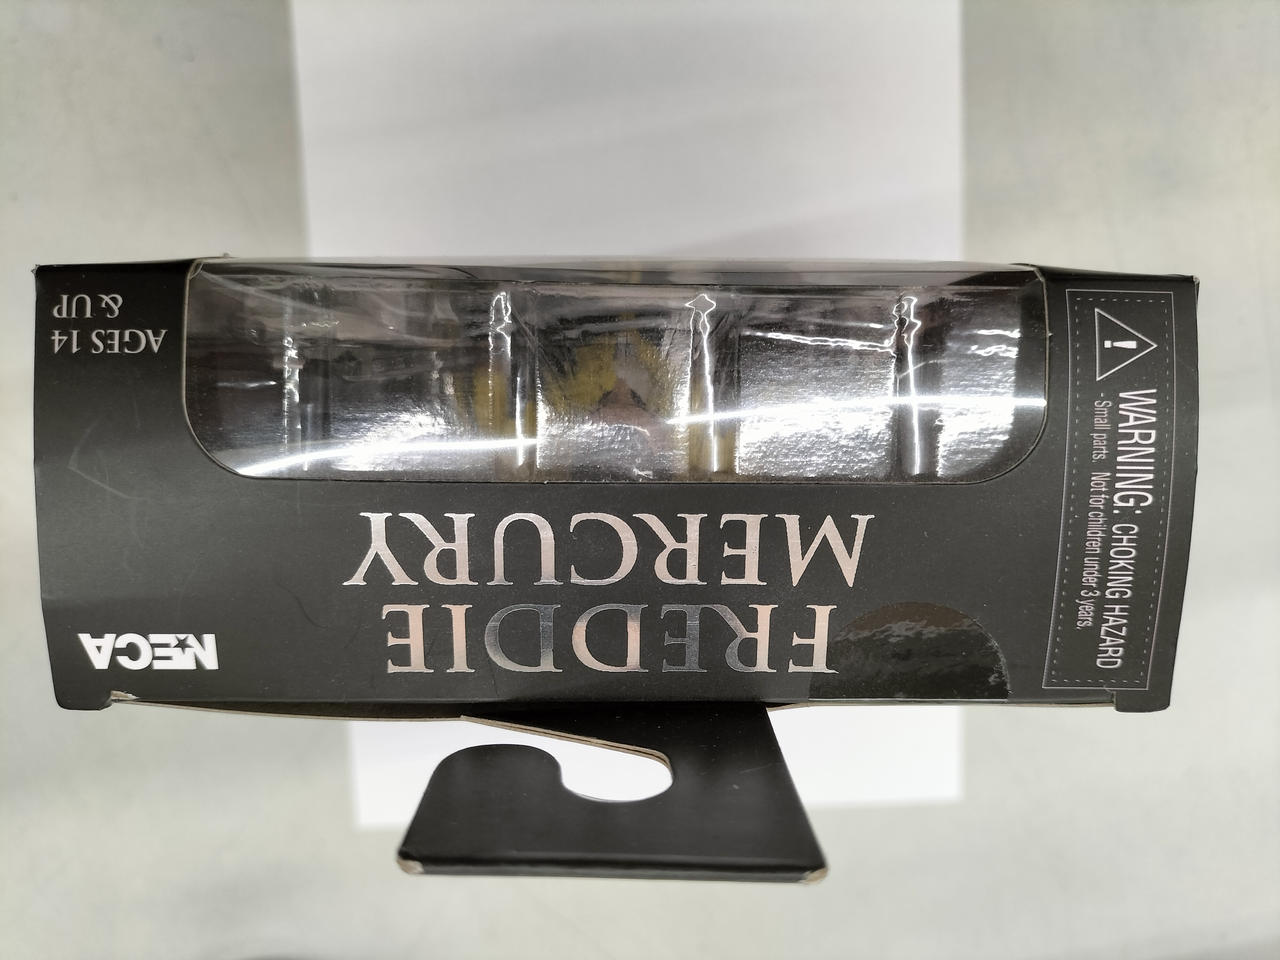 FREDDIE
MERCURY
NECA
AGES 14
& UP
WARNING: CHOKING HAZARD
- Small parts. Not for children under 3 years.